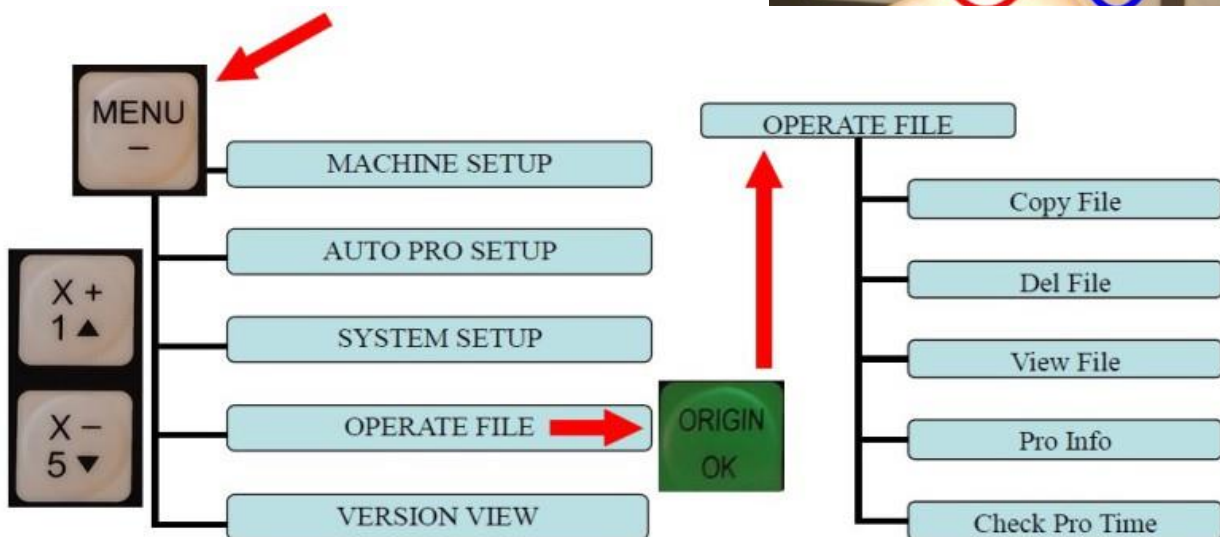 MENU
–
MACHINE SETUP
AUTO PRO SETUP
SYSTEM SETUP
OPERATE FILE
VERSION VIEW
X +
1 ▲
X –
5 ▼
ORIGIN
OK
OPERATE FILE
Copy File
Del File
View File
Pro Info
Check Pro Time